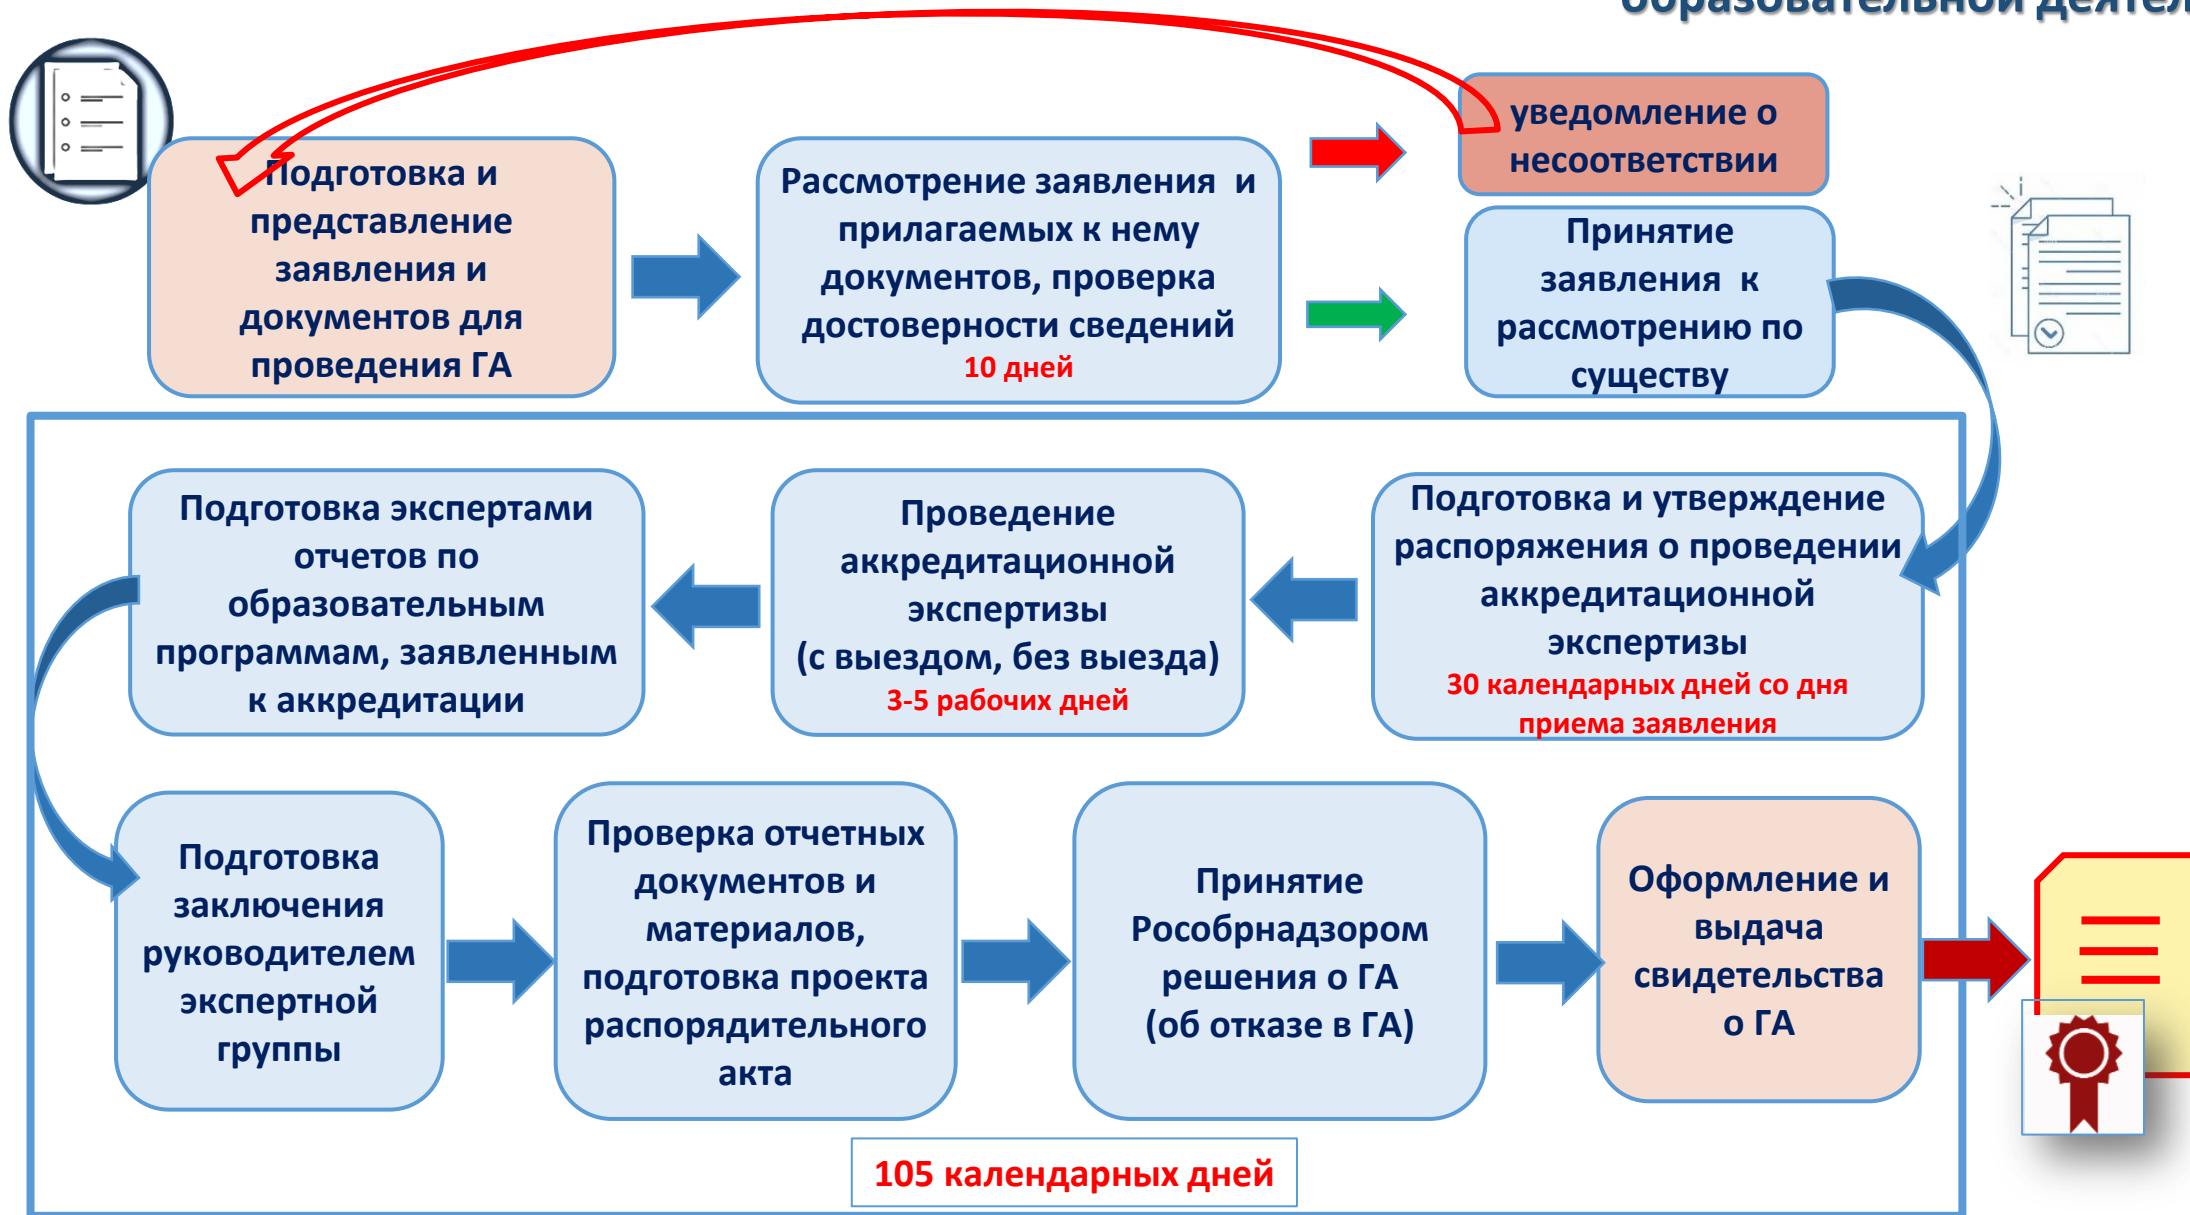 образовательной
уведомление о
несоответствии
Подготовка и
представление
заявления и
документов для
проведения ГА
Рассмотрение заявления и
прилагаемых к нему
документов, проверка
достоверности сведений
10 дней
Принятие
заявления к
рассмотрению по
существу
Подготовка экспертами
отчетов по
образовательным
программам, заявленным
к аккредитации
Проведение
аккредитационной
экспертизы
(с выездом, без выезда)
3-5 рабочих дней
Подготовка и утверждение
распоряжения о проведении
аккредитационной
экспертизы
30 календарных дней со дня
приема заявления
Подготовка
заключения
руководителем
экспертной
группы
Проверка отчетных
документов и
материалов,
подготовка проекта
распорядительного
акта
Принятие
Рособрнадзором
решения о ГА
(об отказе в ГА)
Оформление и
выдача
свидетельства
о ГА
105 календарных дней